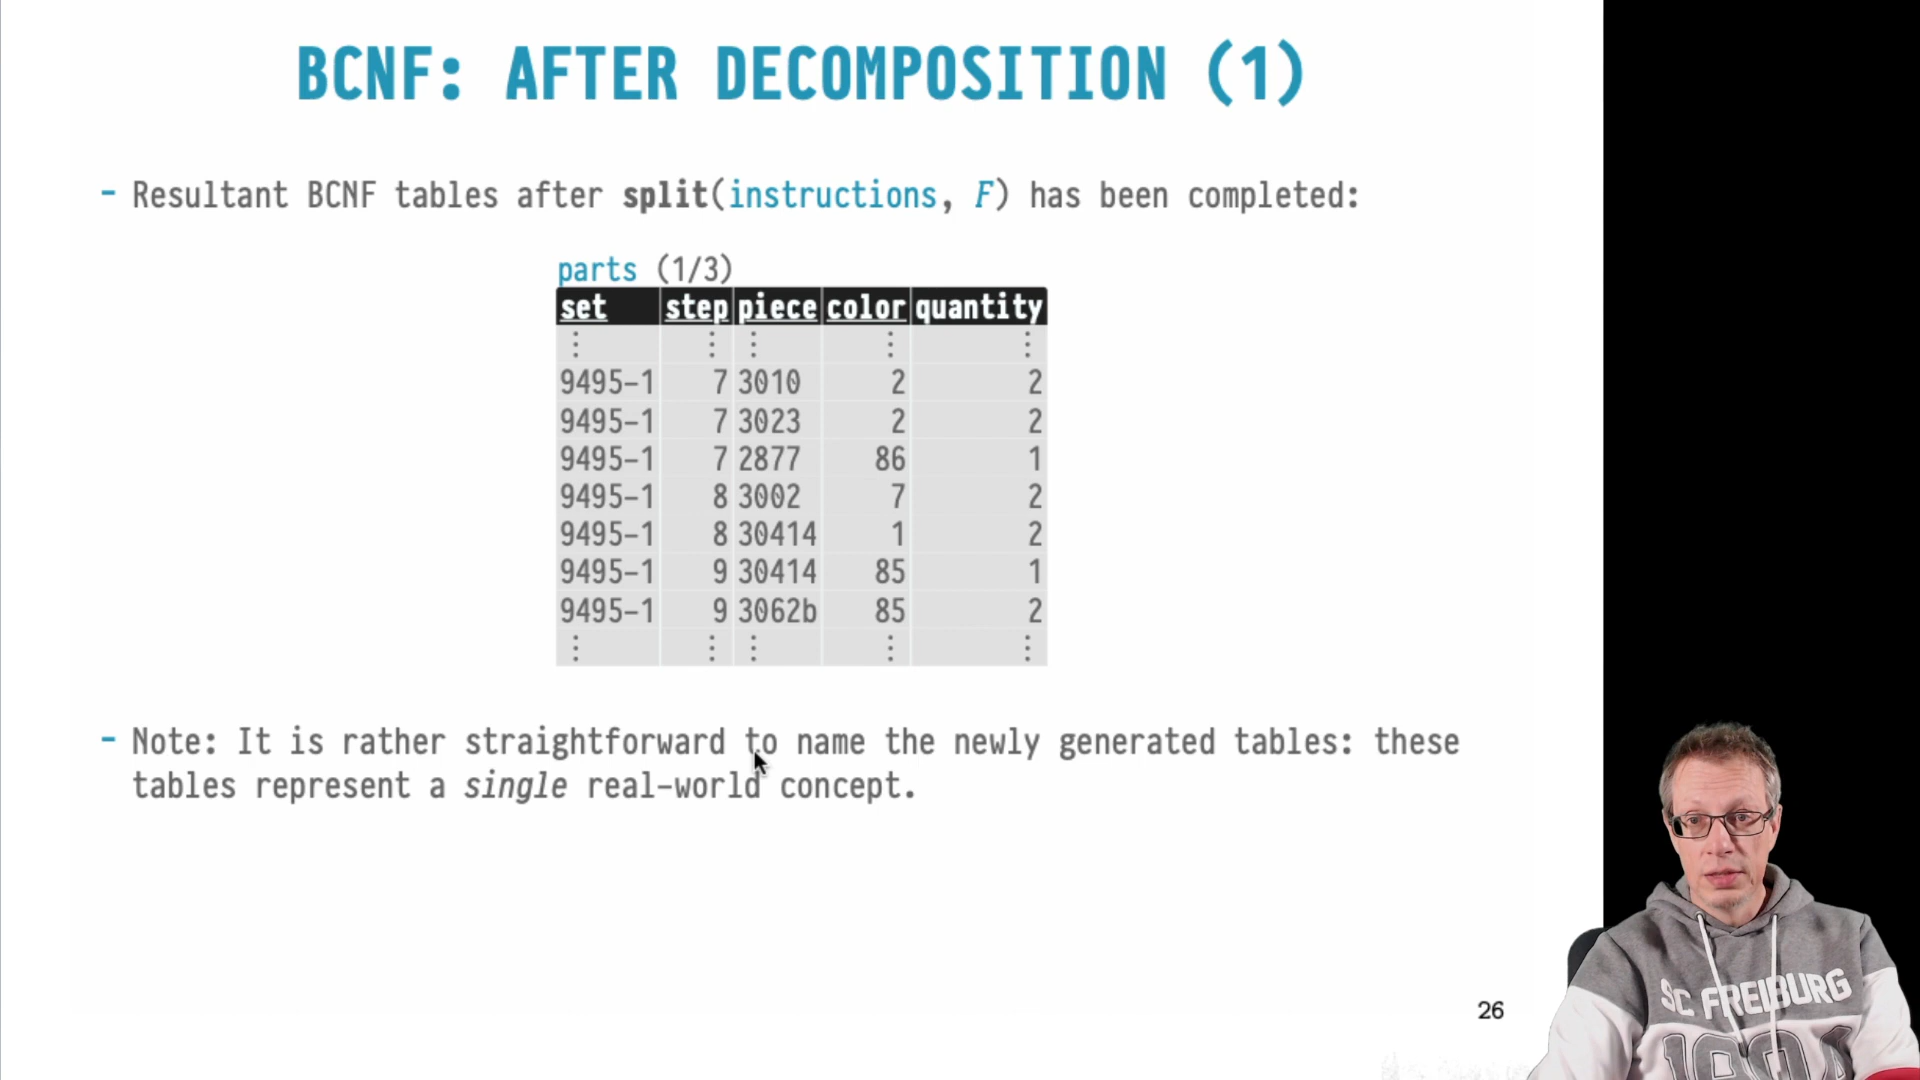 BCNF: AFTER DECOMPOSITION (1)
- Resultant BCNF tables after split(instructions, F) has been completed:
parts (1/3)
set step piece color quantity
⋮ ⋮ ⋮ ⋮ ⋮
9495-1 7 3010 2 2
9495-1 7 3023 2 2
9495-1 7 2877 86 1
9495-1 8 3002 7 2
9495-1 8 30414 1 2
9495-1 9 30414 85 1
9495-1 9 3062b 85 2
⋮ ⋮ ⋮ ⋮ ⋮
- Note: It is rather straightforward to name the newly generated tables: these
tables represent a single real-world concept.
26
SC FREIBURG